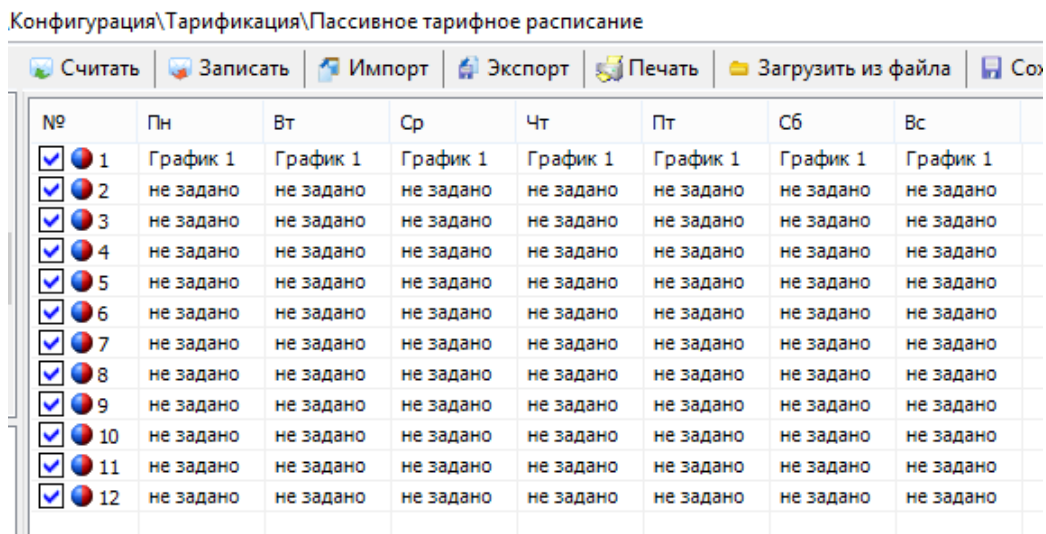 Конфигурация\Тарификация\Пассивное тарифное расписание
Считать Записать Импорт Экспорт Печать Загрузить из файла
№ Пн Вт Ср Чт Пт Сб Вс
1 График 1 График 1 График 1 График 1 График 1 График 1 График 1
2 не задано не задано не задано не задано не задано не задано не задано
3 не задано не задано не задано не задано не задано не задано не задано
4 не задано не задано не задано не задано не задано не задано не задано
5 не задано не задано не задано не задано не задано не задано не задано
6 не задано не задано не задано не задано не задано не задано не задано
7 не задано не задано не задано не задано не задано не задано не задано
8 не задано не задано не задано не задано не задано не задано не задано
9 не задано не задано не задано не задано не задано не задано не задано
10 не задано не задано не задано не задано не задано не задано не задано
11 не задано не задано не задано не задано не задано не задано не задано
12 не задано не задано не задано не задано не задано не задано не задано